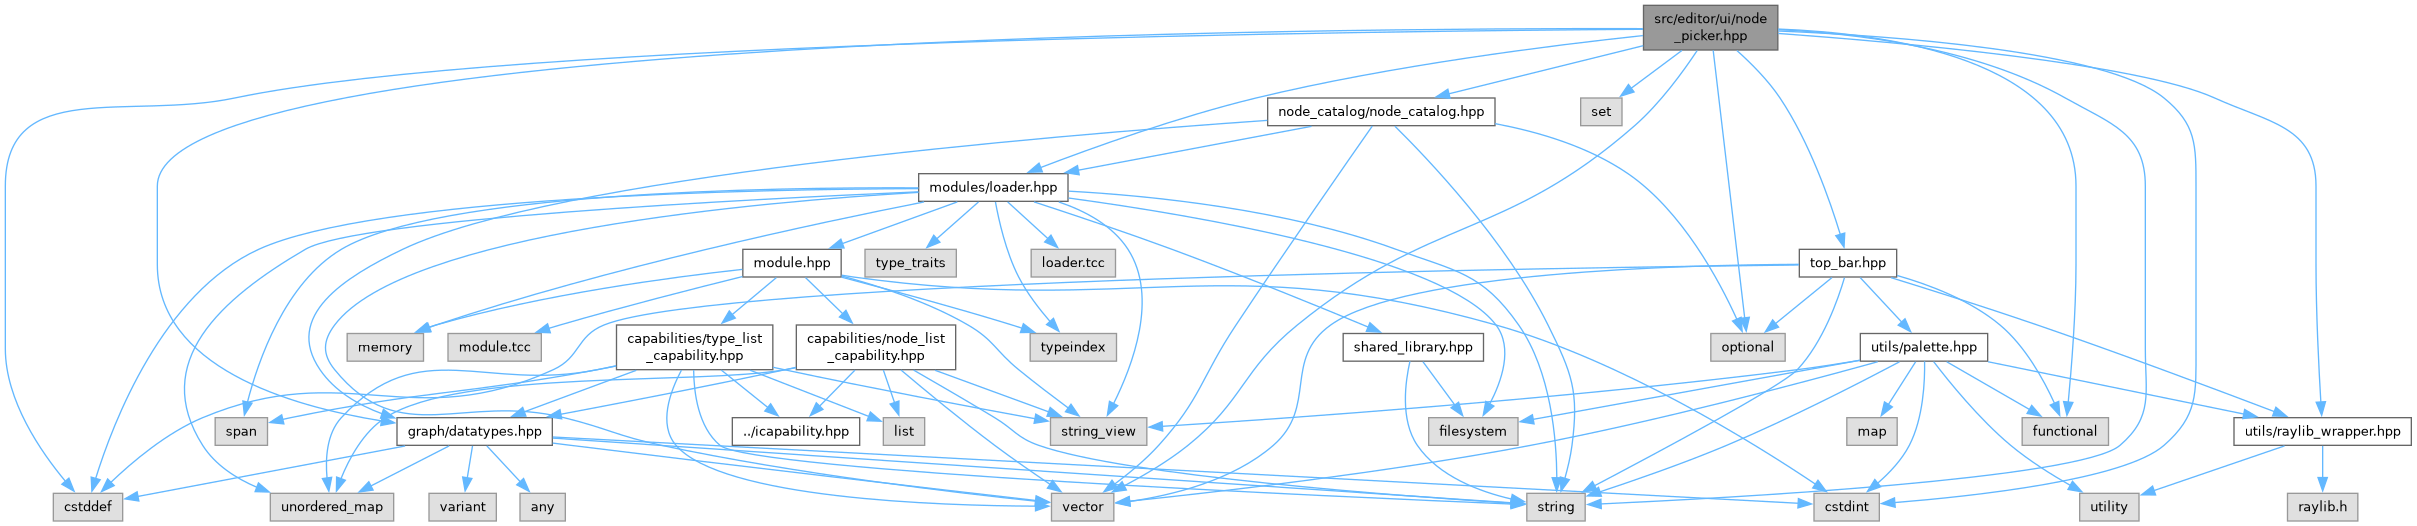 src/editor/ui/node
_picker.hpp
node_catalog/node_catalog.hpp
set
modules/loader.hpp
module.hpp
type_traits
loader.tcc
top_bar.hpp
memory
module.tcc
capabilities/type_list
_capability.hpp
capabilities/node_list
_capability.hpp
typeindex
shared_library.hpp
optional
utils/palette.hpp
span
graph/datatypes.hpp
../icapability.hpp
list
string_view
filesystem
map
functional
utils/raylib_wrapper.hpp
cstddef
unordered_map
variant
any
vector
string
cstdint
utility
raylib.h